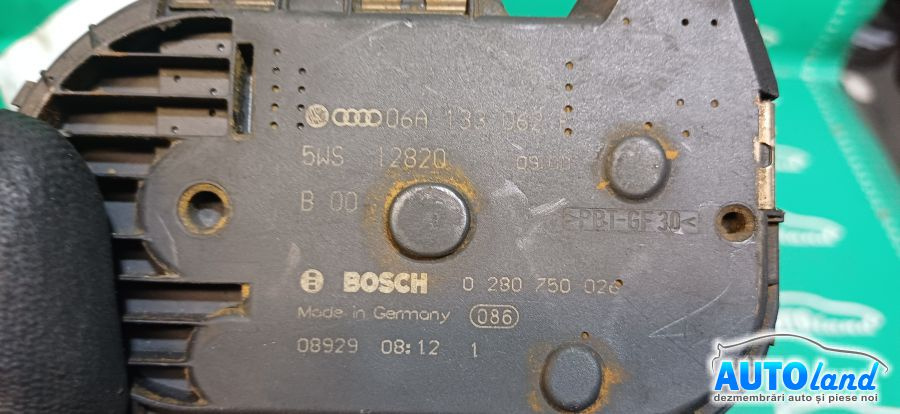 06A 133 062
5WS 12820 09.00
B 00
>PBT-GF30<
BOSCH 0 280 750 026
Made in Germany 086
08929 08:12 1
AUTOland
dezmembrări auto și piese noi